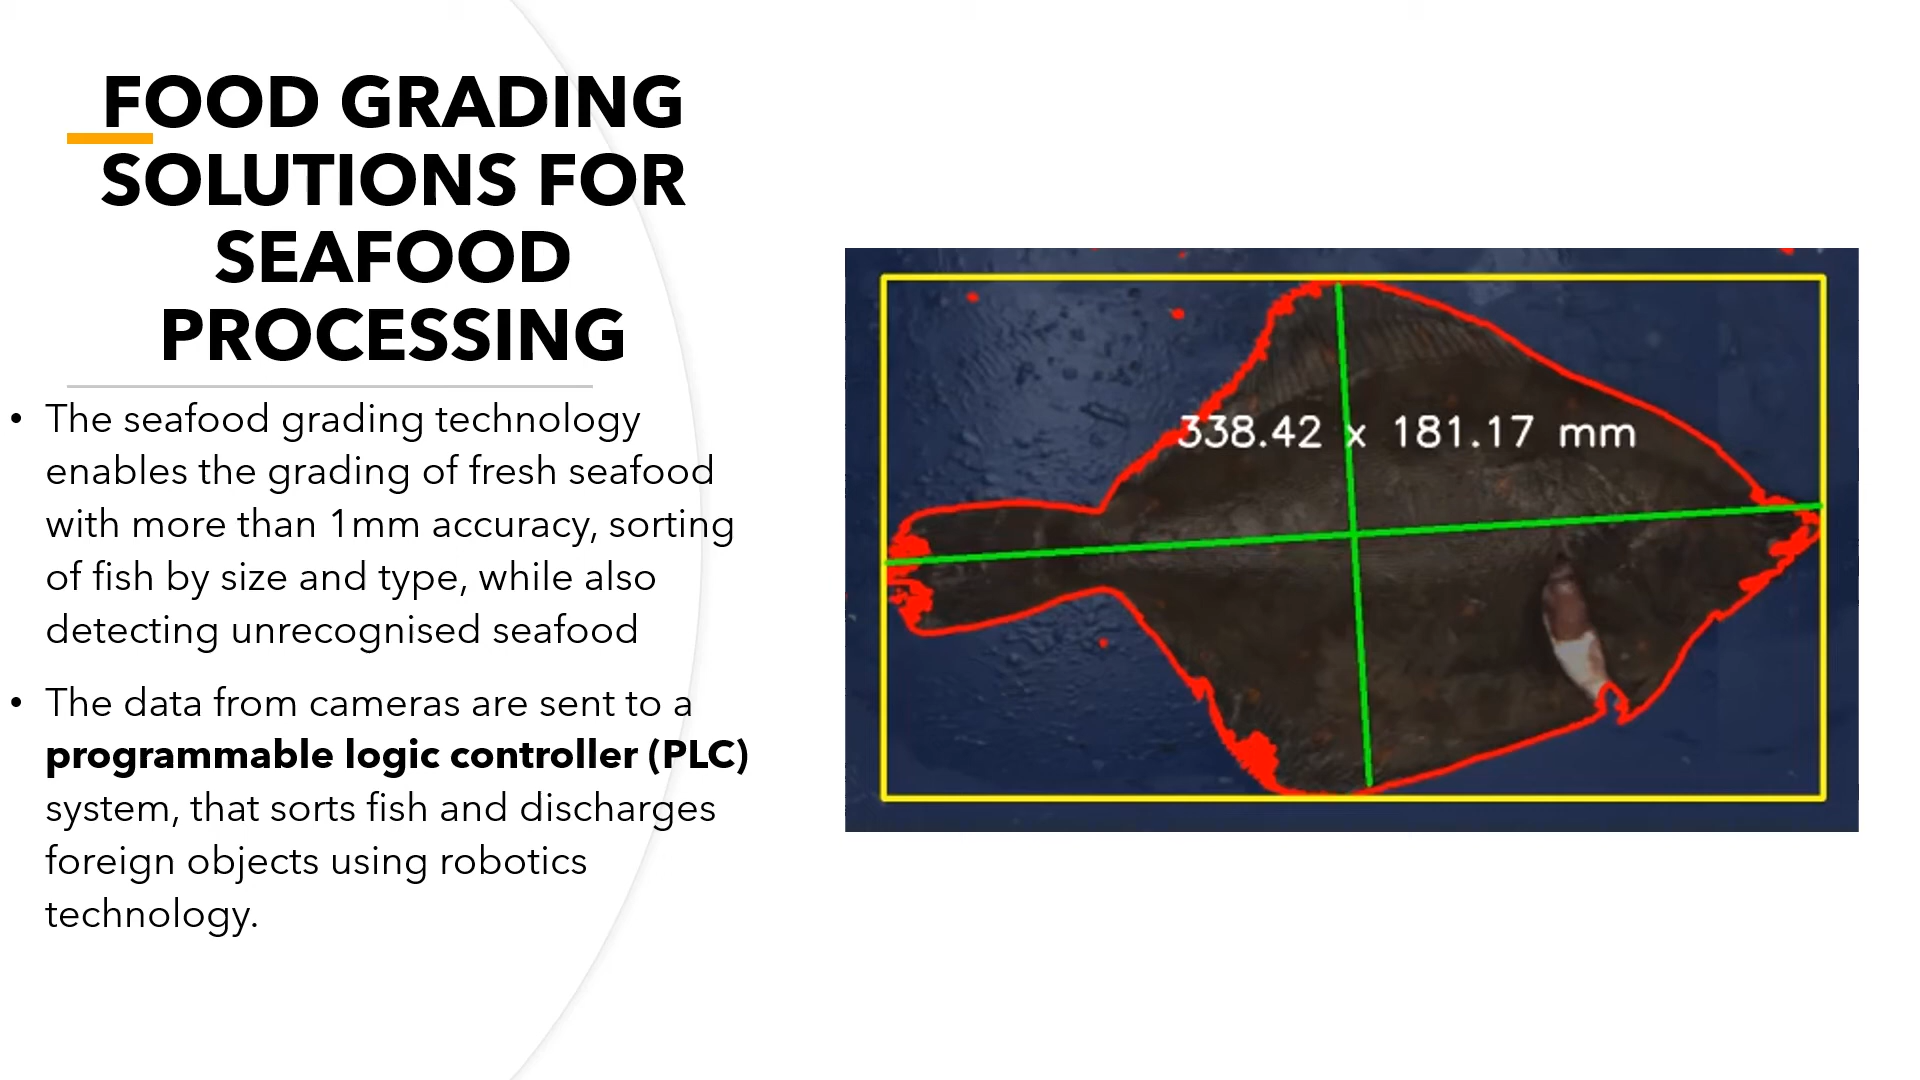 FOOD GRADING
SOLUTIONS FOR
SEAFOOD
PROCESSING
• The seafood grading technology
enables the grading of fresh seafood
with more than 1mm accuracy, sorting
of fish by size and type, while also
detecting unrecognised seafood
• The data from cameras are sent to a
programmable logic controller (PLC)
system, that sorts fish and discharges
foreign objects using robotics
technology.
338.42 x 181.17 mm